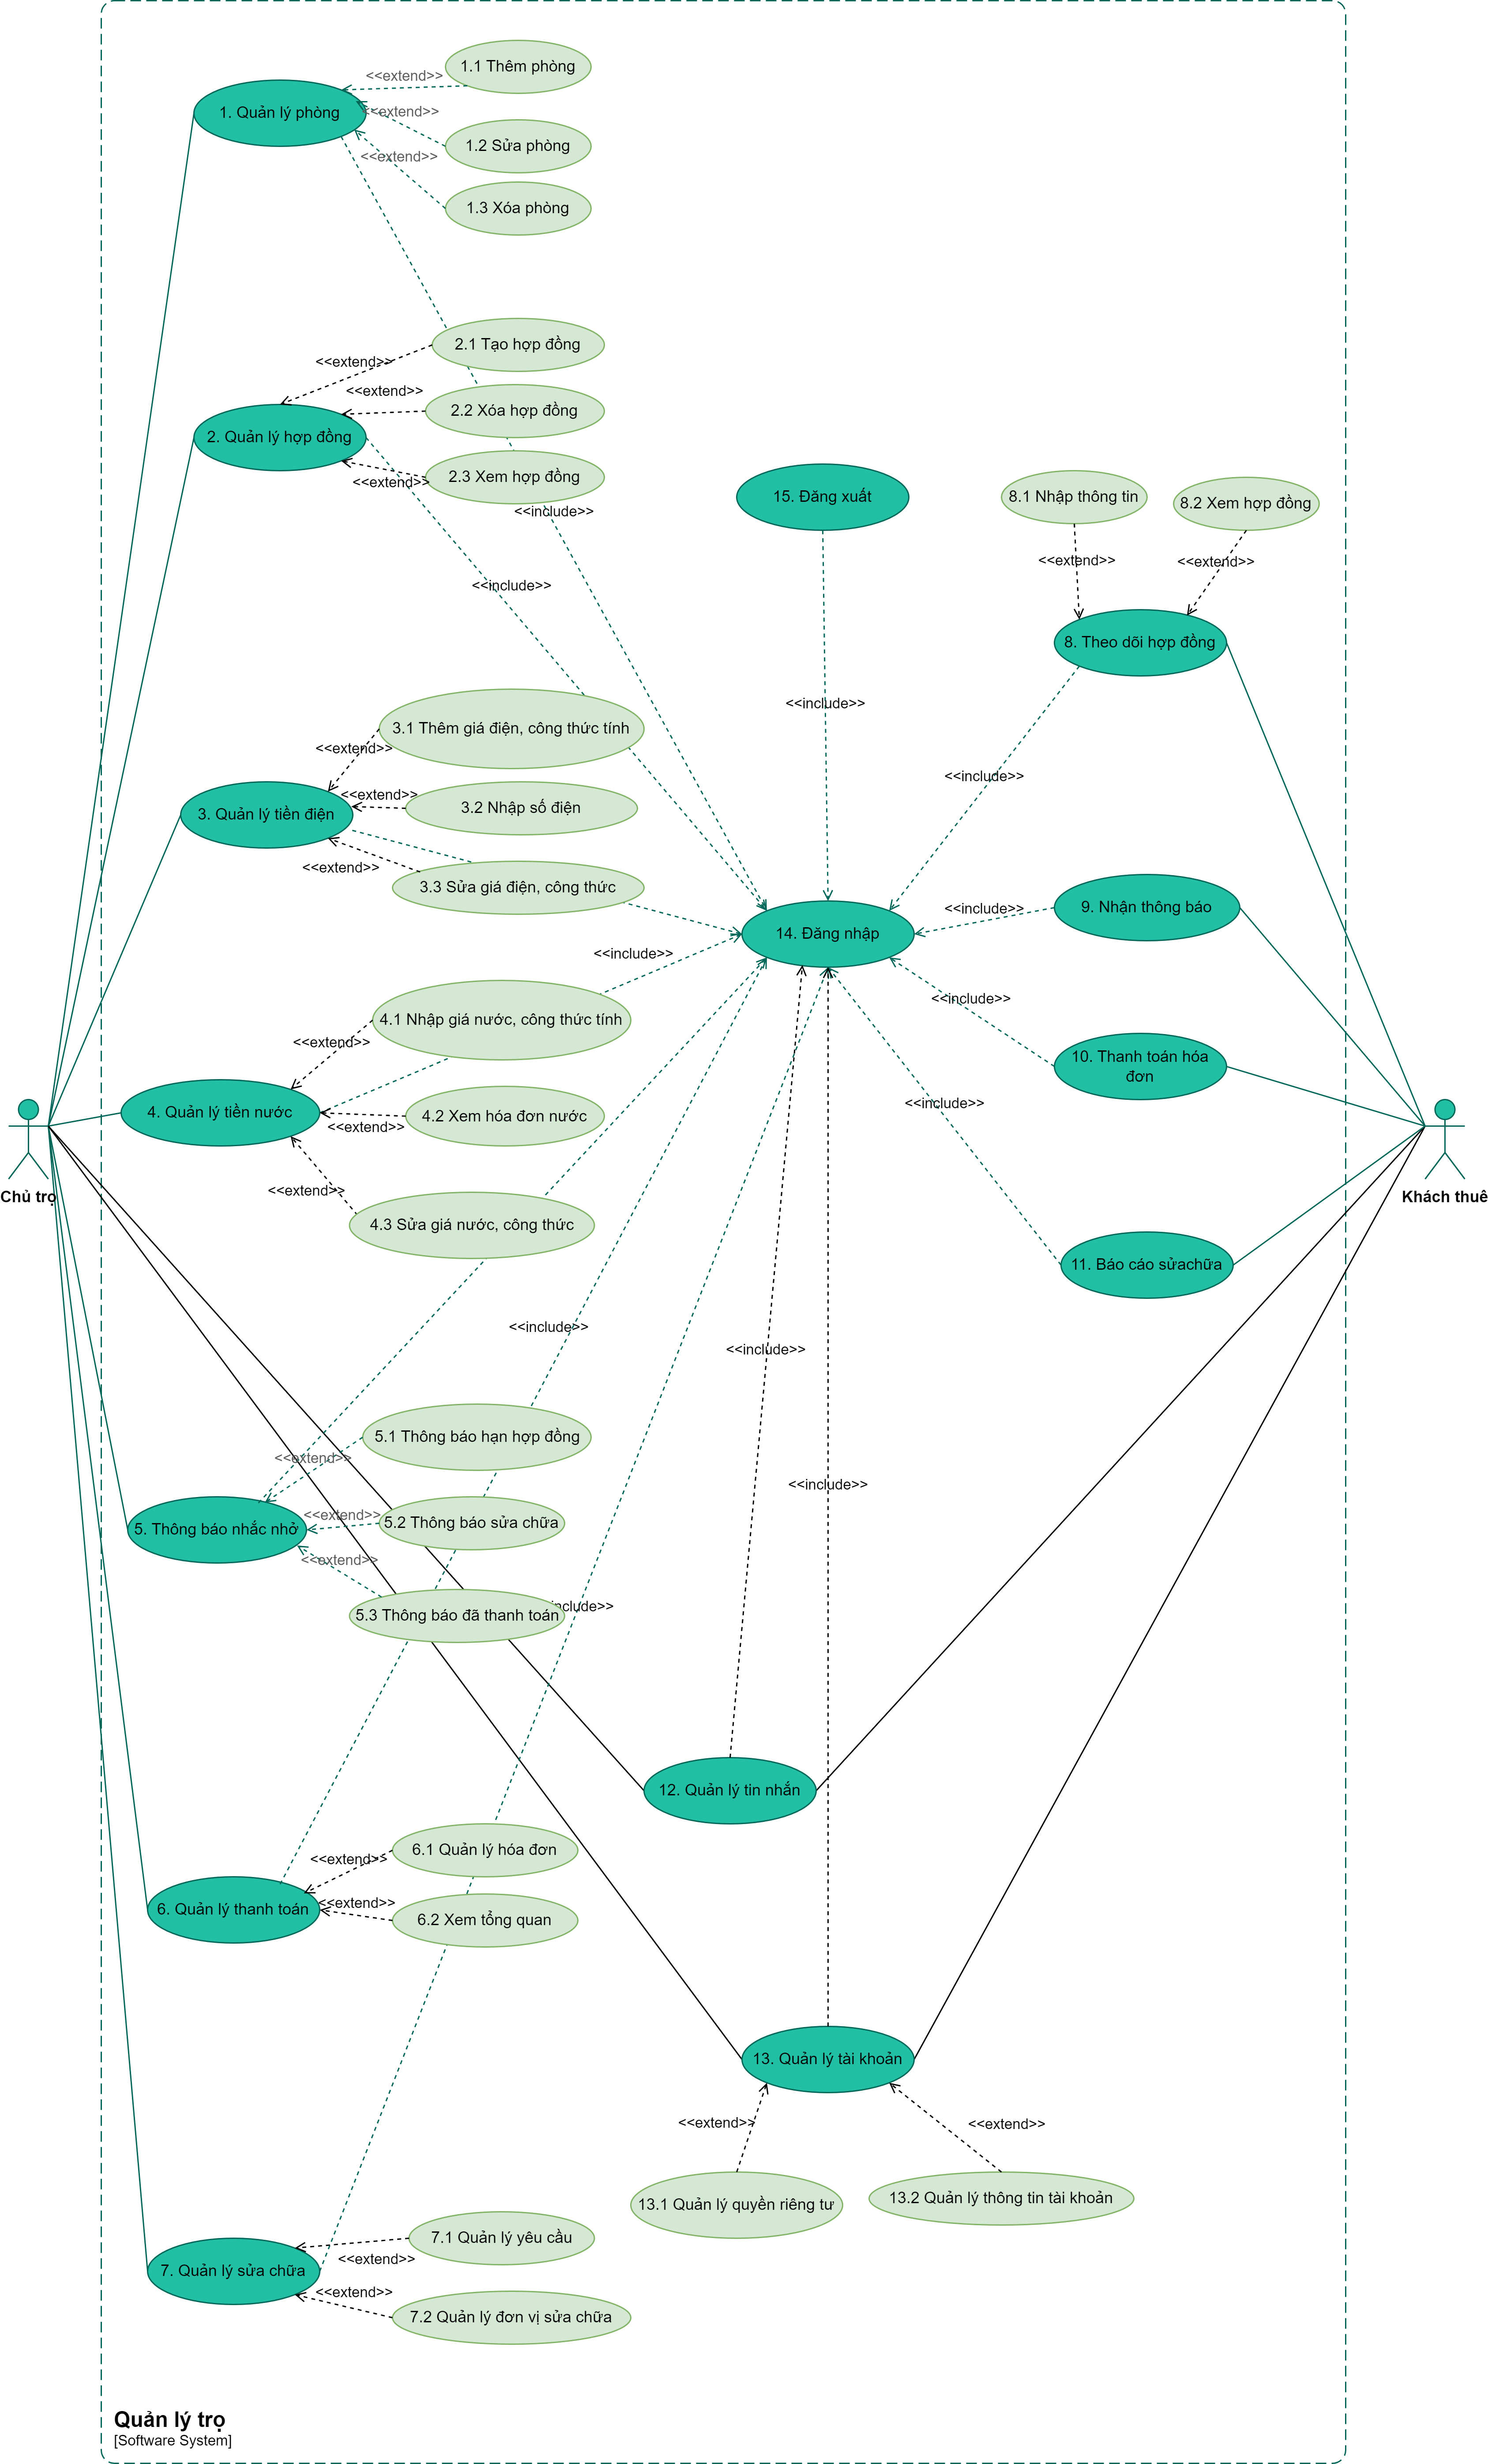 1.1 Thêm phòng
<<extend>>
1. Quản lý phòng
<<extend>>
1.2 Sửa phòng
<<extend>>
1.3 Xóa phòng
2.1 Tạo hợp đồng
<<extend>>
<<extend>>
2.2 Xóa hợp đồng
2. Quản lý hợp đồng
2.3 Xem hợp đồng
<<extend>>
<<include>>
<<include>>
15. Đăng xuất
8.1 Nhập thông tin
8.2 Xem hợp đồng
<<extend>>
<<extend>>
8. Theo dõi hợp đồng
<<include>>
3.1 Thêm giá điện, công thức tính
<<extend>>
<<include>>
<<extend>>
3.2 Nhập số điện
3. Quản lý tiền điện
<<extend>>
3.3 Sửa giá điện, công thức
<<include>>
9. Nhận thông báo
14. Đăng nhập
<<include>>
<<include>>
4.1 Nhập giá nước, công thức tính
<<extend>>
10. Thanh toán hóa
đơn
<<include>>
4. Quản lý tiền nước
4.2 Xem hóa đơn nước
<<extend>>
<<extend>>
Chủ trọ
Khách thuê
4.3 Sửa giá nước, công thức
11. Báo cáo sửachữa
<<include>>
<<include>>
5.1 Thông báo hạn hợp đồng
<<extend>>
<<include>>
<<extend>>
5.2 Thông báo sửa chữa
5. Thông báo nhắc nhở
<<extend>>
5.3 Thông báo đã thanh toán
include>>
12. Quản lý tin nhắn
6.1 Quản lý hóa đơn
<<extend>>
<<extend>>
6. Quản lý thanh toán
6.2 Xem tổng quan
13. Quản lý tài khoản
<<extend>>
<<extend>>
13.1 Quản lý quyền riêng tư
13.2 Quản lý thông tin tài khoản
7.1 Quản lý yêu cầu
<<extend>>
7. Quản lý sửa chữa
<<extend>>
7.2 Quản lý đơn vị sửa chữa
Quản lý trọ
[Software System]